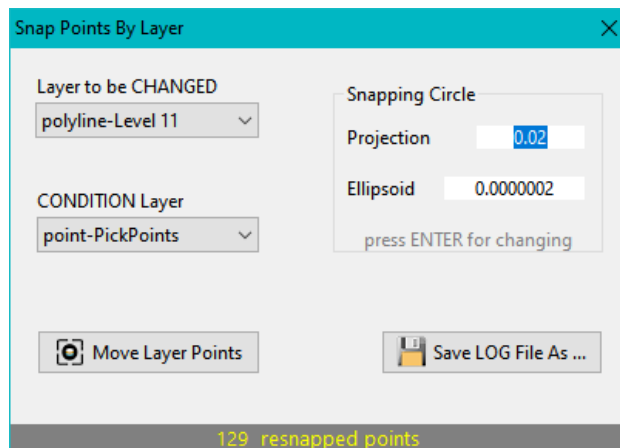 Snap Points By Layer
Layer to be CHANGED
polyline-Level 11
CONDITION Layer
point-PickPoints
Snapping Circle
Projection 0.02
Ellipsoid 0.0000002
press ENTER for changing
Move Layer Points
Save LOG File As ...
129 resnapped points